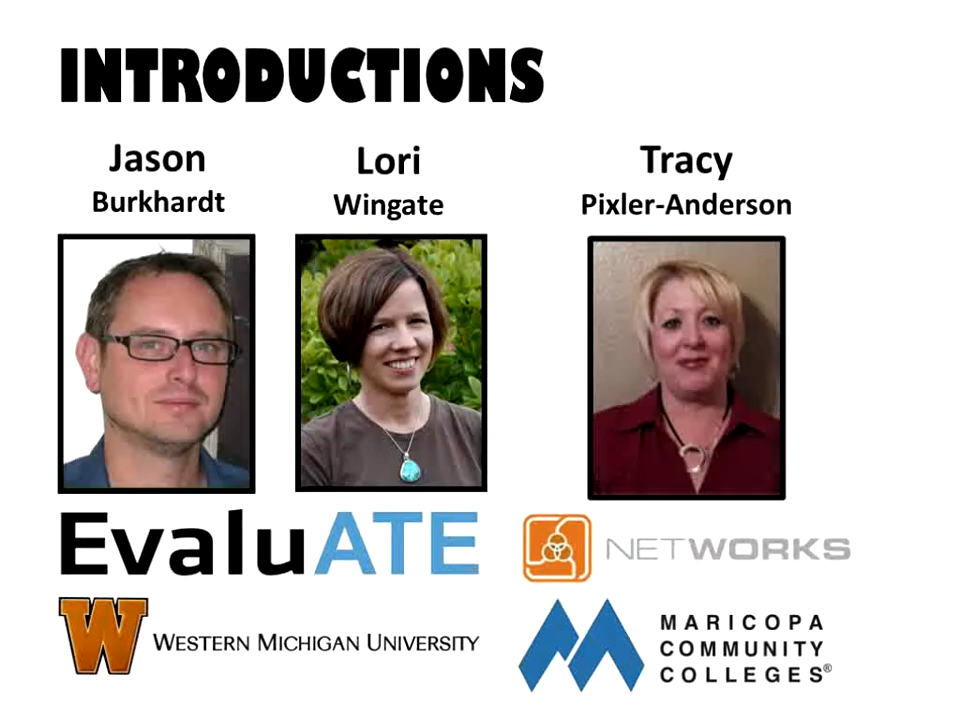 INTRODUCTIONS
Jason
Burkhardt
Lori
Wingate
Tracy
Pixler-Anderson
EvaluATE
NETWORKS
W
WESTERN MICHIGAN UNIVERSITY
MARICOPA
COMMUNITY
COLLEGES®